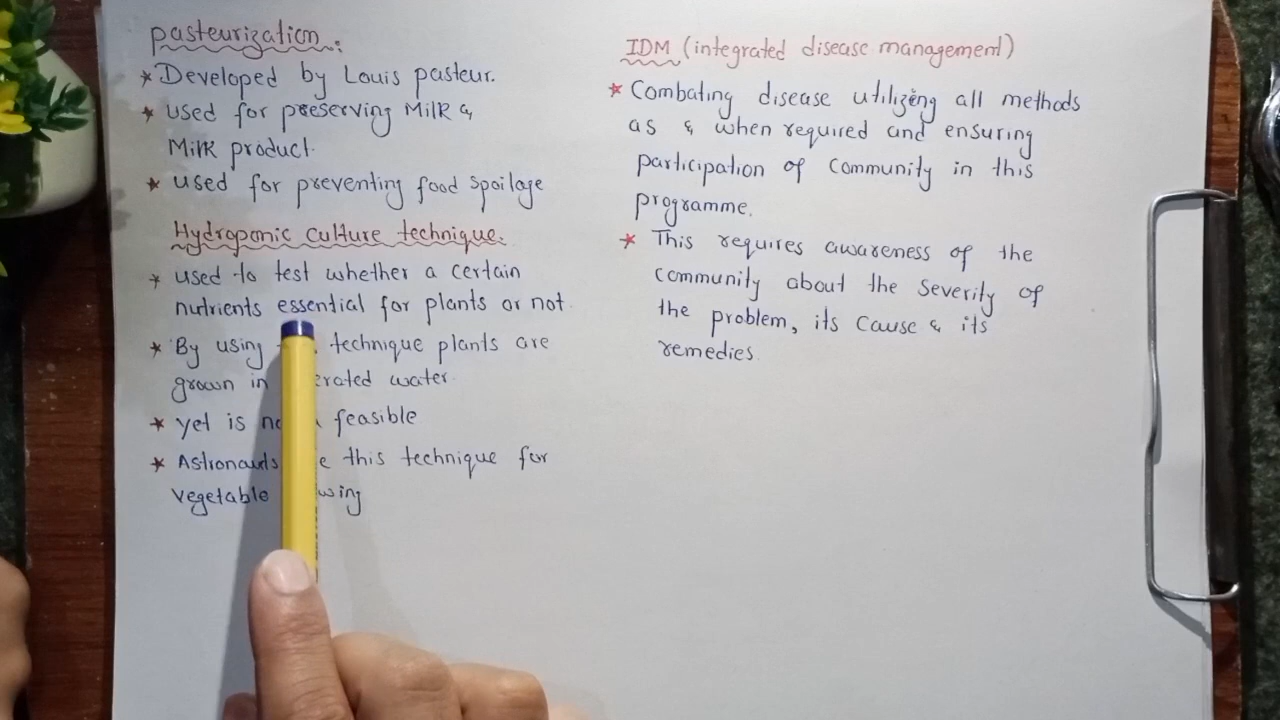 pasteurization:
* Developed by Louis pasteur.
* used for preserving Milk &
Milk product.
* used for preventing food spoilage
Hydroponic culture technique:
* used to test whether a certain
nutrients essential for plants or not.
* By using technique plants are
grown in water.
* yet is feasible
* Astronauts this technique for
vegetable
IDM (integrated disease management)
* Combating disease utilizing all methods
as & when required and ensuring
participation of community in this
programme.
* This requires awareness of the
community about the severity of
the problem, its cause & its
remedies.